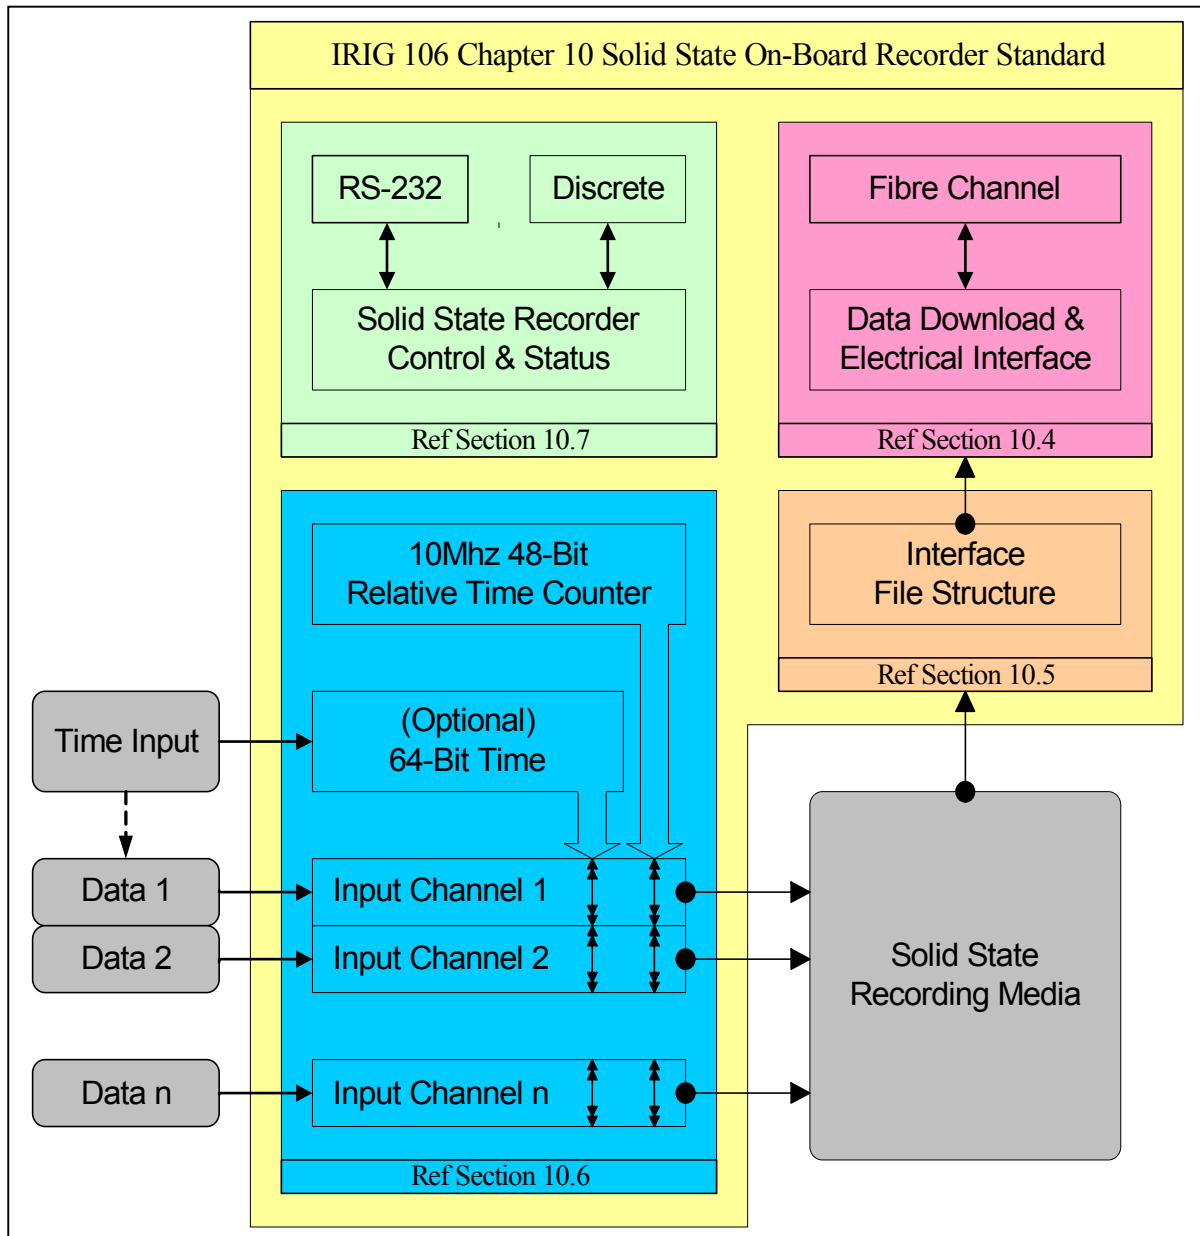 IRIG 106 Chapter 10 Solid State On-Board Recorder Standard
RS-232
Discrete
Solid State Recorder
Control & Status
Ref Section 10.7
Fibre Channel
Data Download &
Electrical Interface
Ref Section 10.4
10Mhz 48-Bit
Relative Time Counter
Interface
File Structure
Ref Section 10.5
Time Input
(Optional)
64-Bit Time
Data 1
Input Channel 1
Data 2
Input Channel 2
Solid State
Recording Media
Data n
Input Channel n
Ref Section 10.6